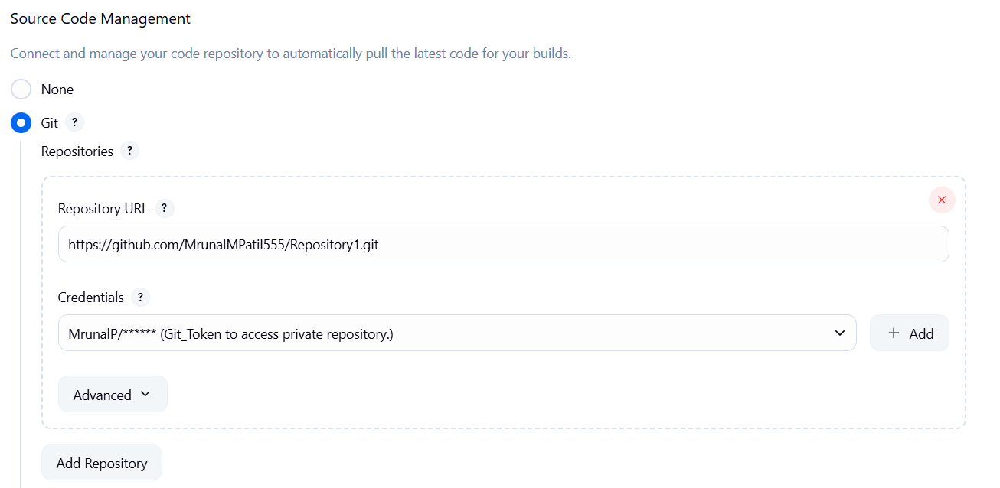 Source Code Management
Connect and manage your code repository to automatically pull the latest code for your builds.
None
Git ?
Repositories ?
Repository URL ?
https://github.com/MrunalMPatil555/Repository1.git
Credentials ?
MrunalP/****** (Git_Token to access private repository.)
+ Add
Advanced
Add Repository